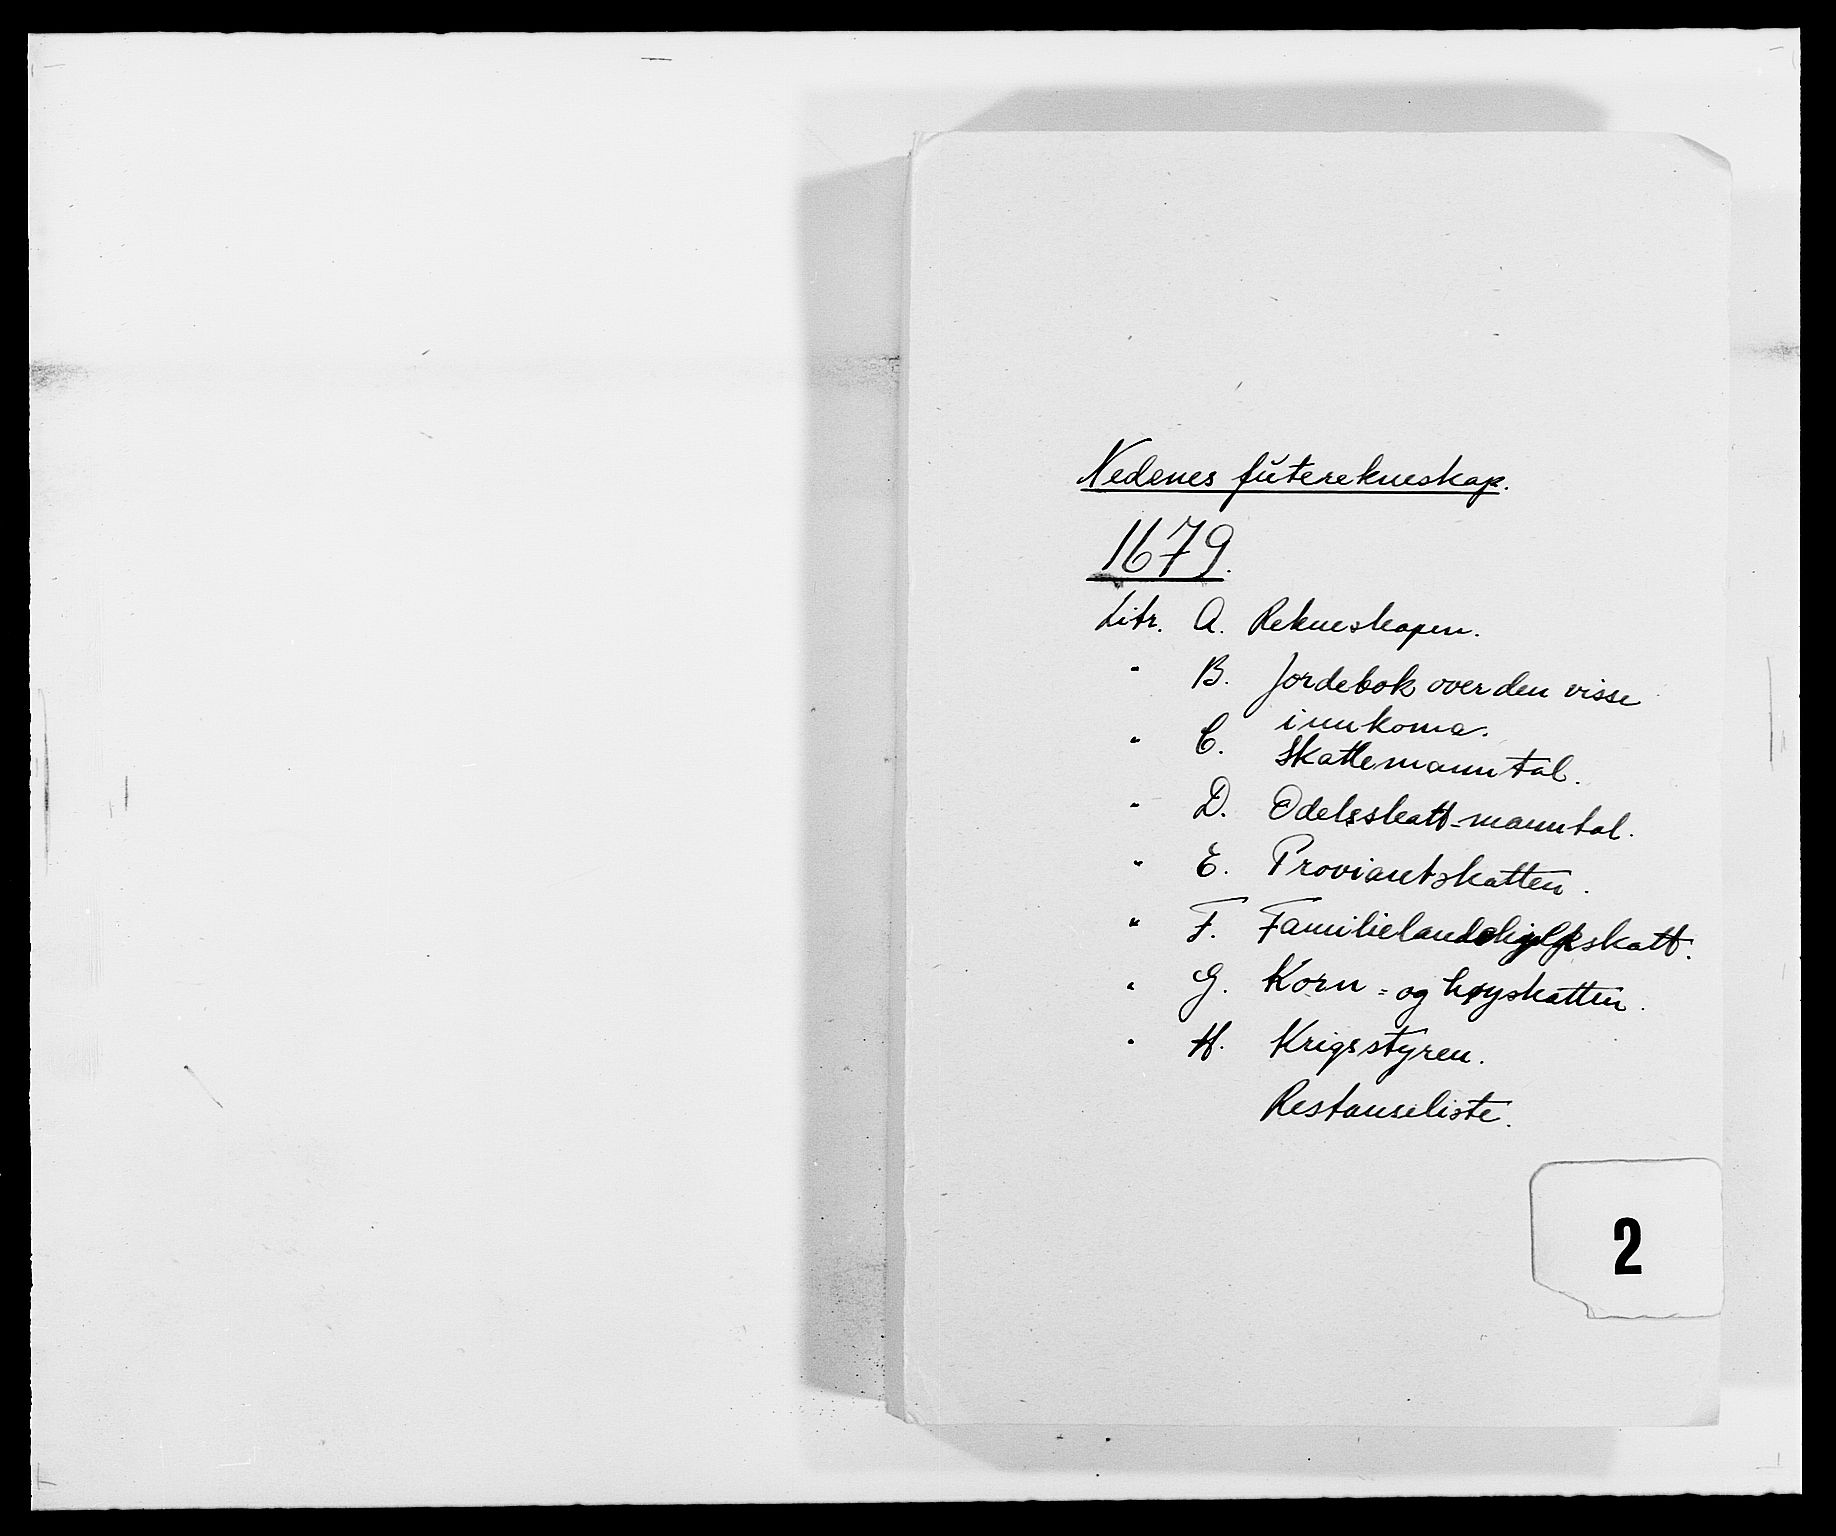 Nedenes futerekneskap.
1679.
Litr. A. Rekneskapen.
" B. Jordebok over den visse
innkoma.
" C. Skattemanntal.
" D. Odelsskatt-manntal.
" E. Proviantskatten.
" F. Familielandehjelpskatt.
" G. Korn- og høyskatten.
" H. Krigsstyren.
Restanseliste.
2